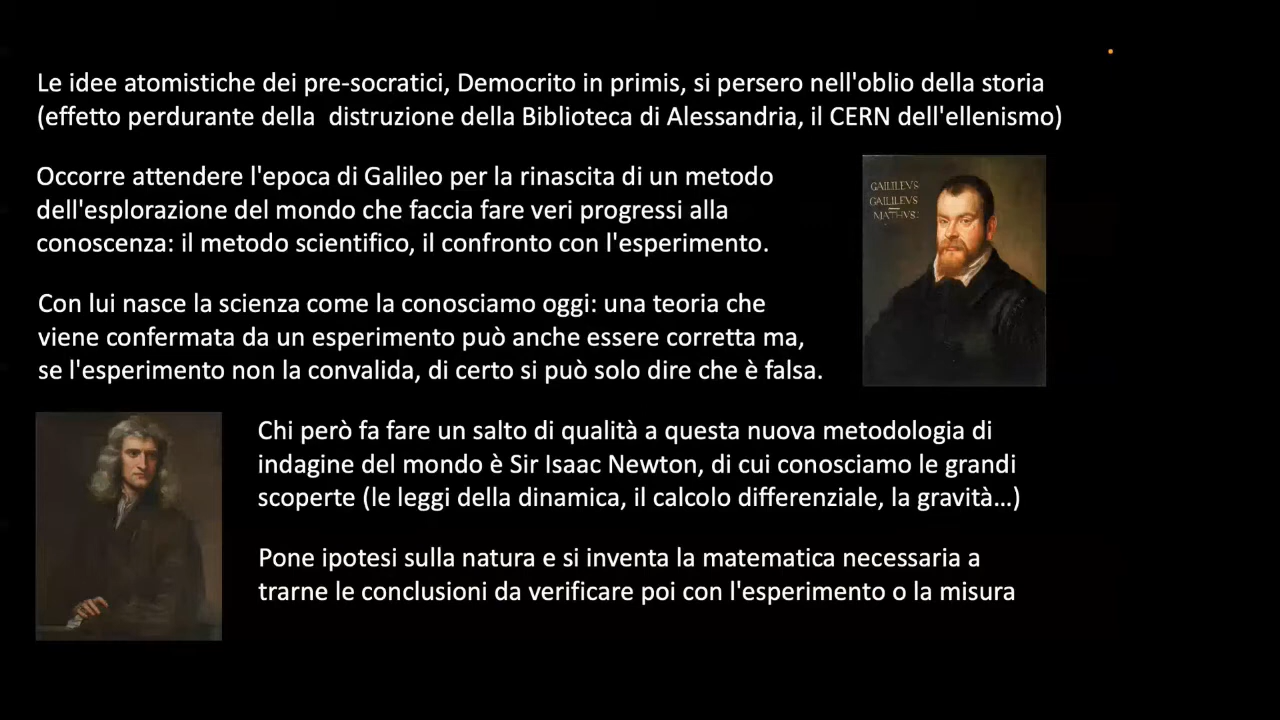 Le idee atomistiche dei pre-socratici, Democrito in primis, si persero nell'oblio della storia
(effetto perdurante della  distruzione della Biblioteca di Alessandria, il CERN dell'ellenismo)
Occorre attendere l'epoca di Galileo per la rinascita di un metodo
dell'esplorazione del mondo che faccia fare veri progressi alla
conoscenza: il metodo scientifico, il confronto con l'esperimento.
GALILEVS
GALILEVS
MATHVS:
Con lui nasce la scienza come la conosciamo oggi: una teoria che
viene confermata da un esperimento può anche essere corretta ma,
se l'esperimento non la convalida, di certo si può solo dire che è falsa.
Chi però fa fare un salto di qualità a questa nuova metodologia di
indagine del mondo è Sir Isaac Newton, di cui conosciamo le grandi
scoperte (le leggi della dinamica, il calcolo differenziale, la gravità…)
Pone ipotesi sulla natura e si inventa la matematica necessaria a
trarne le conclusioni da verificare poi con l'esperimento o la misura